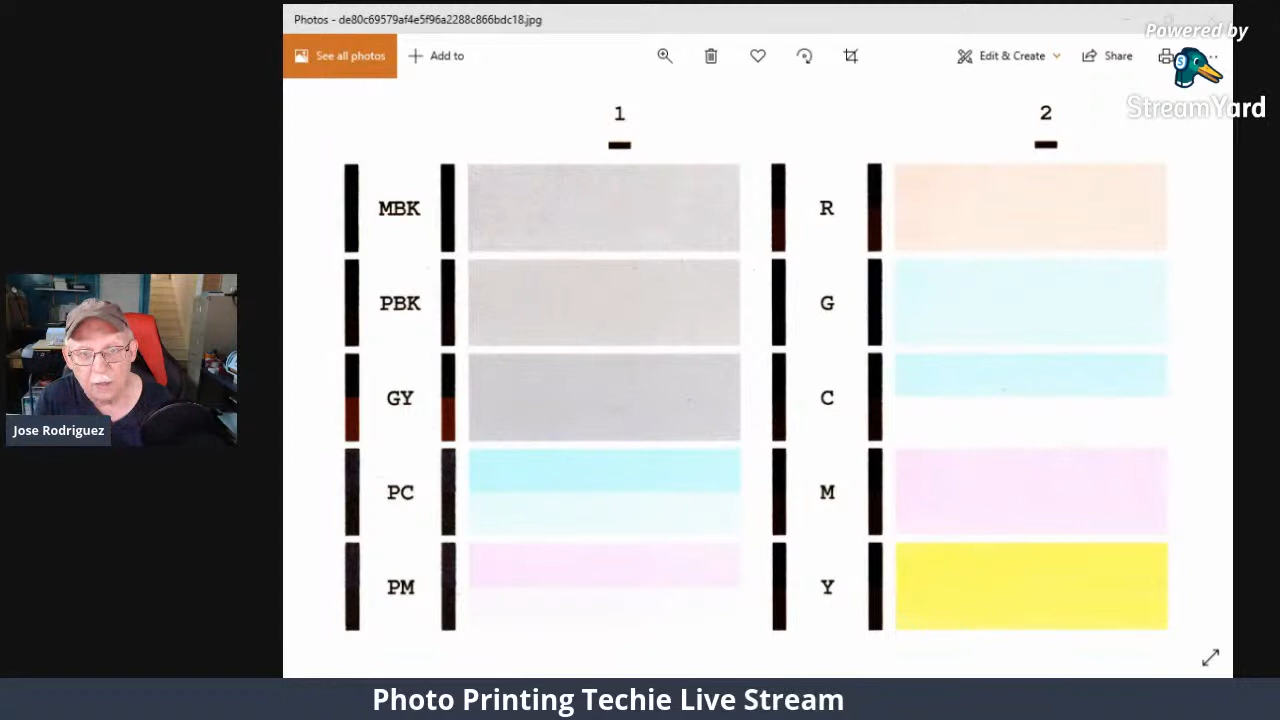 Photos - de80c69579af4e5f96a2288c866bdc18.jpg
Powered by
StreamYard
See all photos
Add to
Edit & Create
Share
1
2
MBK
R
PBK
G
GY
C
PC
M
PM
Y
Jose Rodriguez
Photo Printing Techie Live Stream